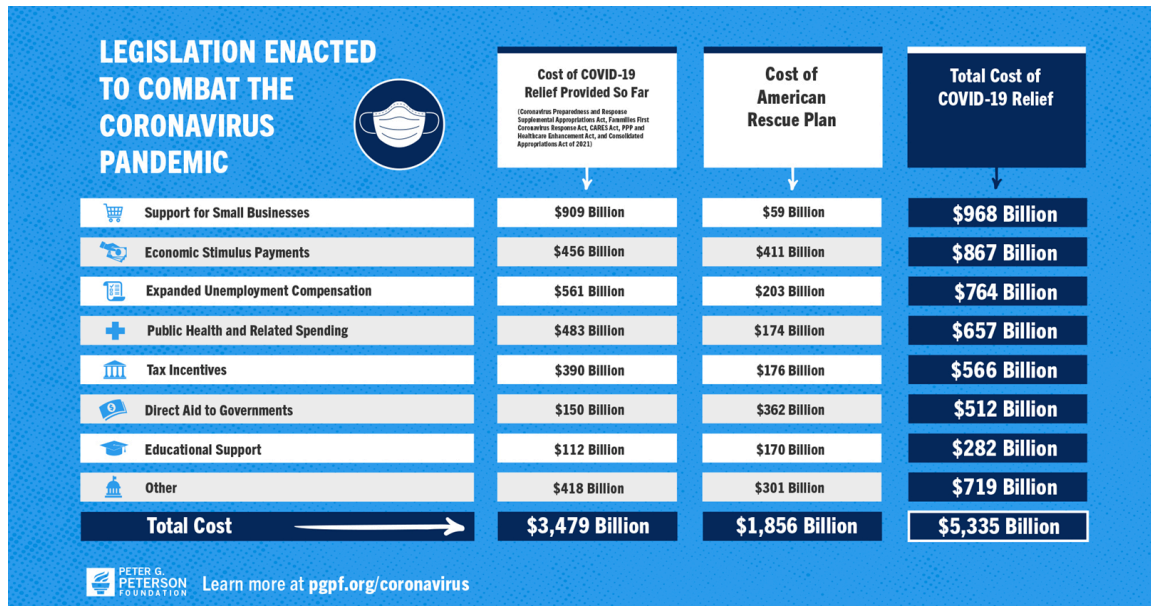 LEGISLATION ENACTED
TO COMBAT THE
CORONAVIRUS
PANDEMIC
Cost of COVID-19
Relief Provided So Far
(Coronavirus Preparedness and Response
Supplemental Appropriations Act, Fammilies First
Coronavirus Response Act, CARES Act, PPP and
Healthcare Enhancement Act, and Consolidated
Appropriations Act of 2021)
Cost of
American
Rescue Plan
Total Cost of
COVID-19 Relief
Support for Small Businesses $909 Billion $59 Billion $968 Billion
Economic Stimulus Payments $456 Billion $411 Billion $867 Billion
Expanded Unemployment Compensation $561 Billion $203 Billion $764 Billion
Public Health and Related Spending $483 Billion $174 Billion $657 Billion
Tax Incentives $390 Billion $176 Billion $566 Billion
Direct Aid to Governments $150 Billion $362 Billion $512 Billion
Educational Support $112 Billion $170 Billion $282 Billion
Other $418 Billion $301 Billion $719 Billion
Total Cost $3,479 Billion $1,856 Billion $5,335 Billion
PETER G.
PETERSON
FOUNDATION
Learn more at pgpf.org/coronavirus